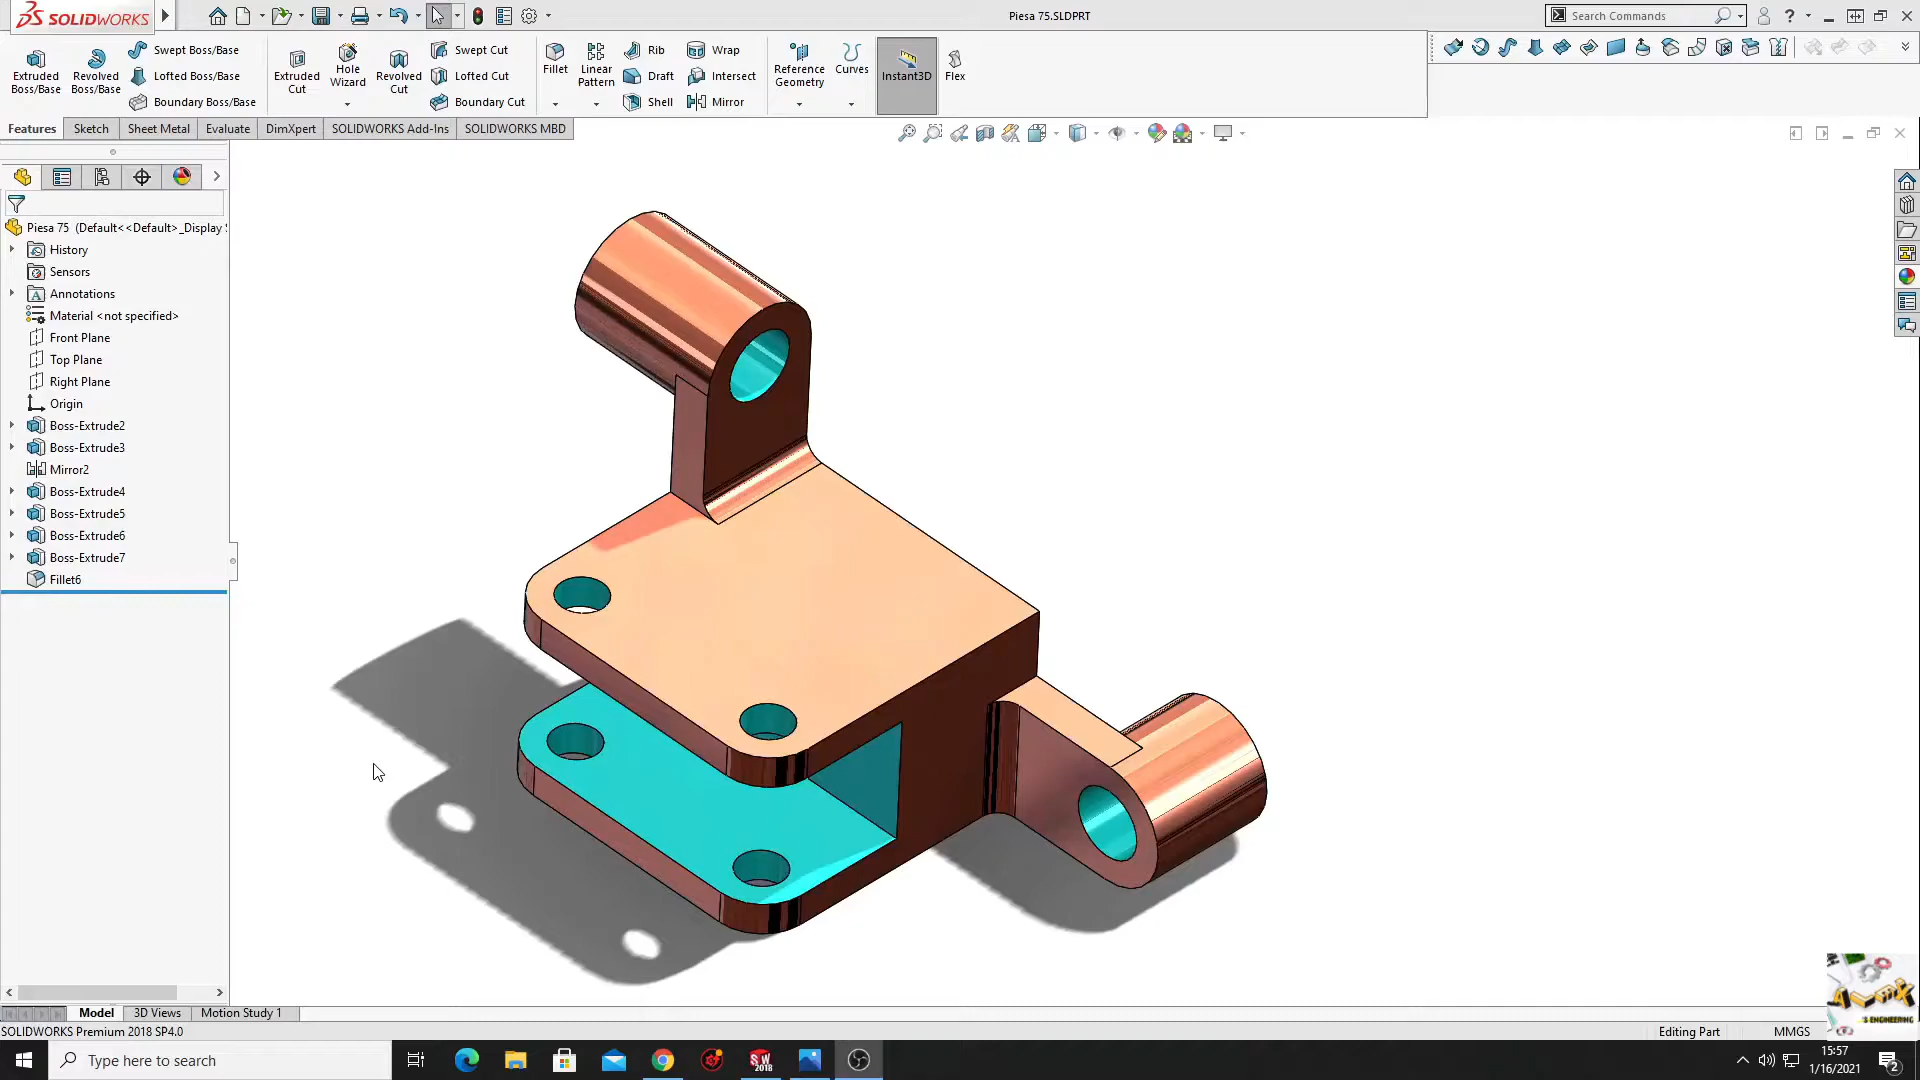 SOLIDWORKS
Piesa 75.SLDPRT
Search Commands
Extruded Boss/Base
Revolved Boss/Base
Swept Boss/Base
Lofted Boss/Base
Boundary Boss/Base
Extruded Cut
Hole Wizard
Revolved Cut
Swept Cut
Lofted Cut
Boundary Cut
Fillet
Linear Pattern
Rib
Draft
Shell
Wrap
Intersect
Mirror
Reference Geometry
Curves
Instant3D
Flex
Features
Sketch
Sheet Metal
Evaluate
DimXpert
SOLIDWORKS Add-Ins
SOLIDWORKS MBD
Piesa 75 (Default<<Default>_Display
History
Sensors
Annotations
Material <not specified>
Front Plane
Top Plane
Right Plane
Origin
Boss-Extrude2
Boss-Extrude3
Mirror2
Boss-Extrude4
Boss-Extrude5
Boss-Extrude6
Boss-Extrude7
Fillet6
Model
3D Views
Motion Study 1
SOLIDWORKS Premium 2018 SP4.0
Editing Part
MMGS
'S ENGINEERING
Type here to search
SW
2018
15:57
1/16/2021
2